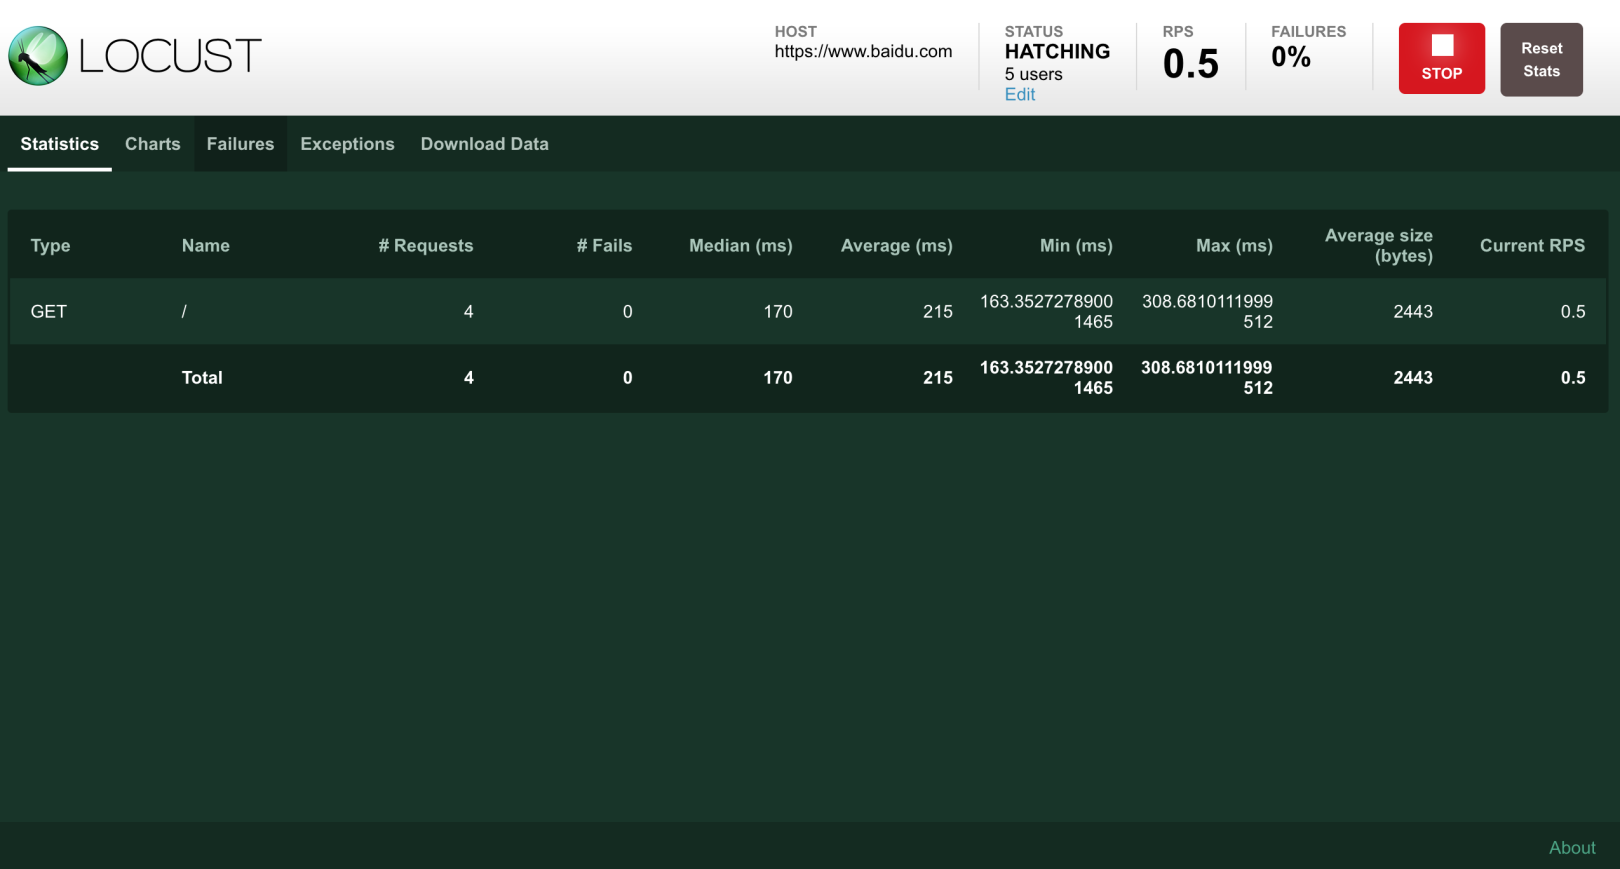 LOCUST
HOST
https://www.baidu.com
STATUS
HATCHING
5 users
Edit
RPS
0.5
FAILURES
0%
STOP
Reset
Stats
Statistics Charts Failures Exceptions Download Data
Type Name # Requests # Fails Median (ms) Average (ms) Min (ms) Max (ms) Average size (bytes) Current RPS
GET / 4 0 170 215 163.35272789001465 308.6810111999512 2443 0.5
Total 4 0 170 215 163.35272789001465 308.6810111999512 2443 0.5
About